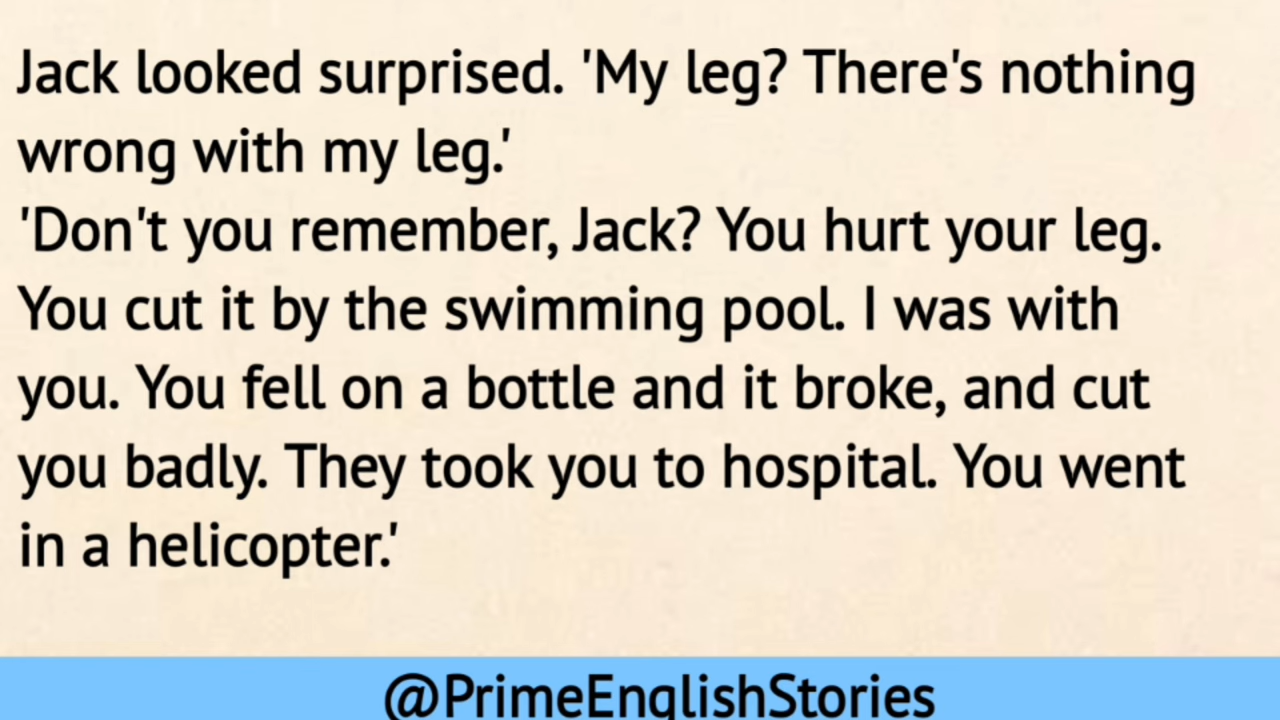 Jack looked surprised. 'My leg? There's nothing
wrong with my leg.'
'Don't you remember, Jack? You hurt your leg.
You cut it by the swimming pool. I was with
you. You fell on a bottle and it broke, and cut
you badly. They took you to hospital. You went
in a helicopter.'
@PrimeEnglishStories